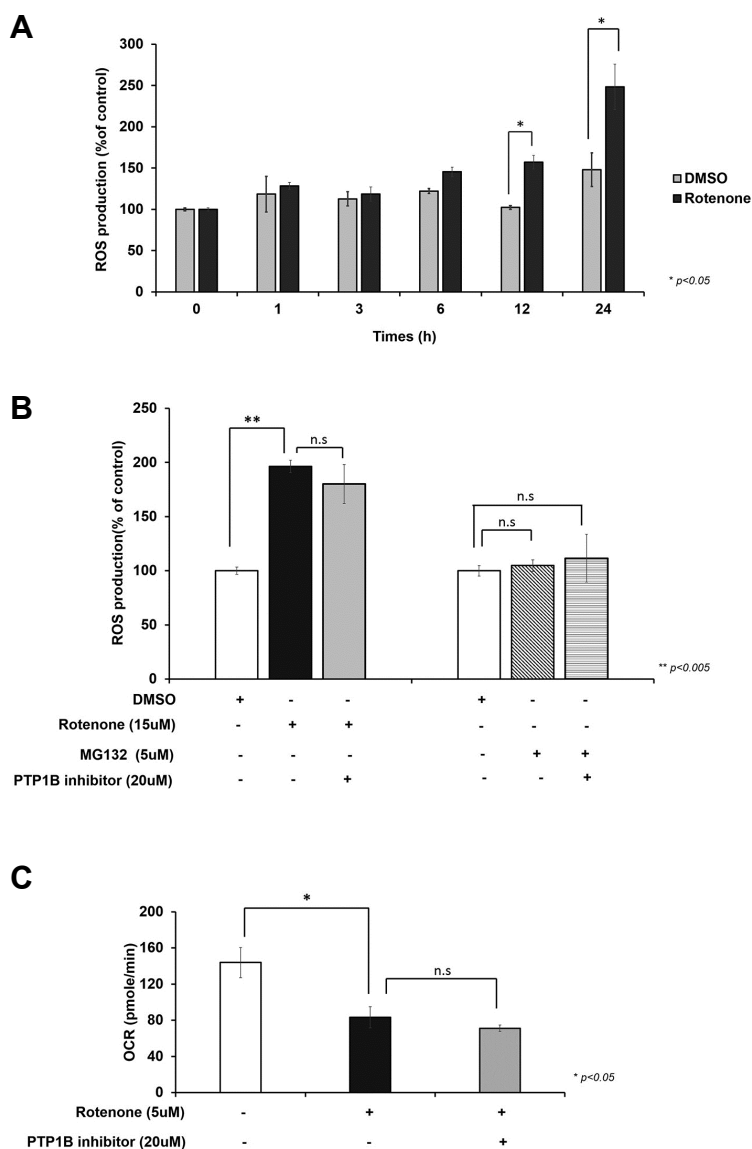 A
ROS production (%of control)
300
250
200
150
100
50
0
*
*
DMSO
Rotenone
* p<0.05
0 1 3 6 12 24
Times (h)
B
ROS production(% of control)
250
200
150
100
50
0
**
n.s
n.s
n.s
** p<0.005
DMSO + - - + - -
Rotenone (15uM) - + + - - -
MG132 (5uM) - - - - + +
PTP1B inhibitor (20uM) - - + - - +
C
OCR (pmole/min)
200
160
120
80
40
0
*
n.s
* p<0.05
Rotenone (5uM) - + +
PTP1B inhibitor (20uM) - - +